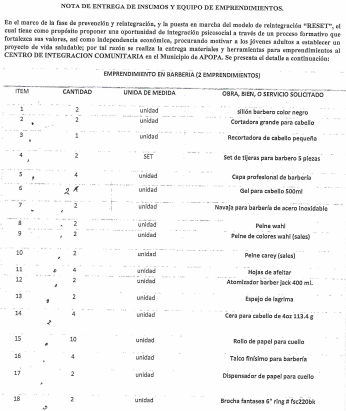 NOTA DE ENTREGA DE INSUMOS Y EQUIPO DE EMPRENDIMIENTOS.
En el marco de la fase de prevención y reintegración, y la puesta en marcha del modelo de reintegración "RESET", el
cual tiene como propósito proponer una oportunidad de integración psicosocial a través de un proceso formativo que
fortalezca sus valores, así como independencia económica, procurando motivar a los jóvenes adultos a establecer un
proyecto de vida saludable; por tal razón se realiza la entrega materiales y herramientas para emprendimientos al
CENTRO DE INTEGRACION COMUNITARIA en el Municipio de APOPA. Se presenta el detalle a continuación:
EMPRENDIMIENTO EN BARBERÍA (2 EMPRENDIMIENTOS)
ITEM CANTIDAD UNIDA DE MEDIDA OBRA, BIEN, O SERVICIO SOLICITADO
1 2 unidad sillón barbero color negro
2 2 unidad Cortadora grande para cabello
3 1 unidad Recortadora de cabello pequeña
4 2 SET Set de tijeras para barbero 5 piezas
5 4 unidad Capa profesional de barbería
6 2 unidad Gel para cabello 500ml
7 2 unidad Navaja para barbería de acero inoxidable
8 2 unidad Peine wahl
9 2 unidad Peine de colores wahl (sales)
10 2 unidad Peine carey (sales)
11 4 unidad Hojas de afeitar
12 2 unidad Atomizador barber jack 400 ml.
13 2 unidad Espejo de lagrima
14 4 unidad Cera para cabello de 4oz 113.4 g
15 10 unidad Rollo de papel para cuello
16 4 unidad Talco finísimo para barbería
17 2 unidad Dispensador de papel para cuello
18 2 unidad Brocha fantasea 6" ring # fsc220bk